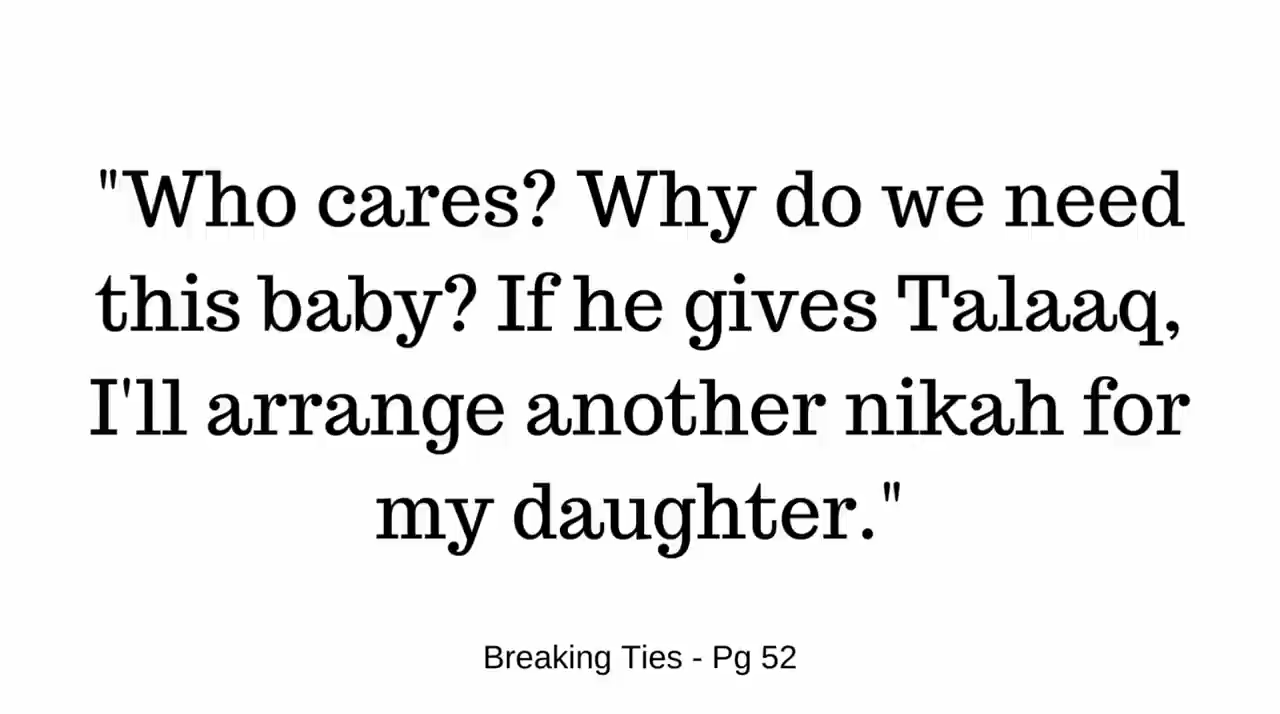 "Who cares? Why do we need
this baby? If he gives Talaaq,
I'll arrange another nikah for
my daughter."
Breaking Ties - Pg 52